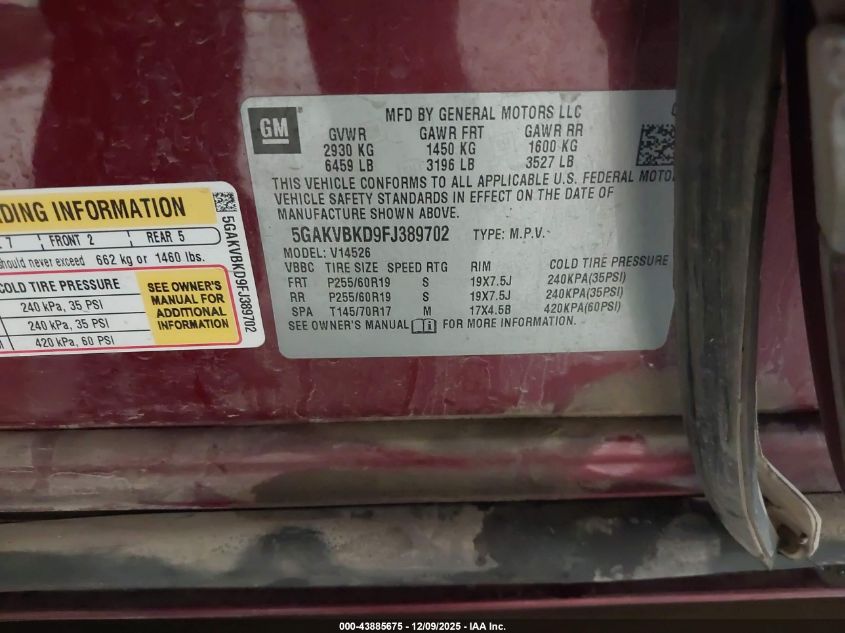 GM
MFD BY GENERAL MOTORS LLC
GVWR GAWR FRT GAWR RR
2930 KG 1450 KG 1600 KG
6459 LB 3196 LB 3527 LB
THIS VEHICLE CONFORMS TO ALL APPLICABLE U.S. FEDERAL MOTO
VEHICLE SAFETY STANDARDS IN EFFECT ON THE DATE OF
MANUFACTURE SHOWN ABOVE.
5GAKVBKD9FJ389702 TYPE: M.P.V.
MODEL: V14526
VBBC TIRE SIZE SPEED RTG RIM COLD TIRE PRESSURE
FRT P255/60R19 S 19X7.5J 240KPA(35PSI)
RR P255/60R19 S 19X7.5J 240KPA(35PSI)
SPA T145/70R17 M 17X4.5B 420KPA(60PSI)
SEE OWNER'S MANUAL i FOR MORE INFORMATION.
DING INFORMATION
7 FRONT 2 REAR 5
hould never exceed 662 kg or 1460 lbs.
COLD TIRE PRESSURE
240 kPa, 35 PSI
240 kPa, 35 PSI
420 kPa, 60 PSI
SEE OWNER'S
MANUAL FOR
ADDITIONAL
INFORMATION
5GAKVBKD9FJ389702
000-43885675 - 12/09/2025 - IAA Inc.